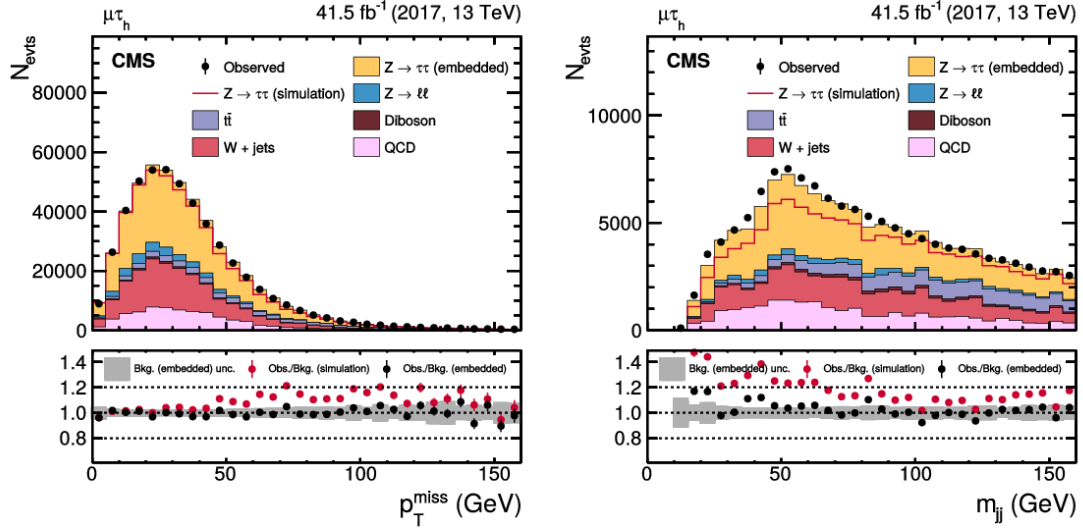 μτh 41.5 fb⁻¹ (2017, 13 TeV)
Nevts
CMS
Observed
Z → ττ (embedded)
Z → ττ (simulation)
Z → ℓℓ
tt̄
Diboson
W + jets
QCD
80000
60000
40000
20000
0
Bkg. (embedded) unc.
Obs./Bkg. (simulation)
Obs./Bkg. (embedded)
1.4
1.2
1.0
0.8
0 50 100 150
pTmiss (GeV)
μτh 41.5 fb⁻¹ (2017, 13 TeV)
Nevts
CMS
Observed
Z → ττ (embedded)
Z → ττ (simulation)
Z → ℓℓ
tt̄
Diboson
W + jets
QCD
10000
5000
0
Bkg. (embedded) unc.
Obs./Bkg. (simulation)
Obs./Bkg. (embedded)
1.4
1.2
1.0
0.8
0 50 100 150
mjj (GeV)